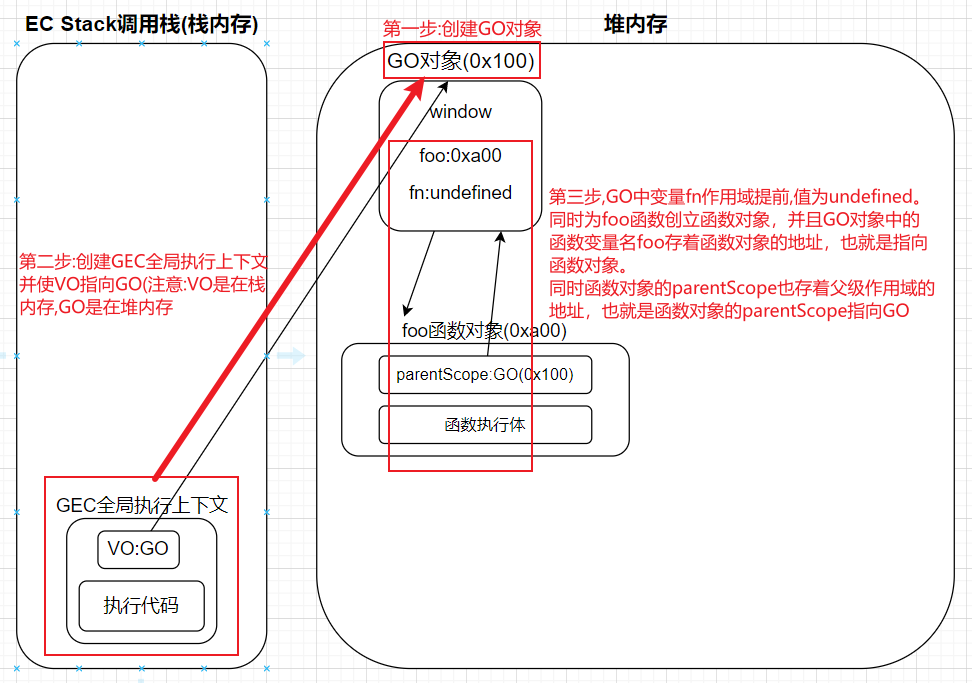 EC Stack调用栈(栈内存)
堆内存
第一步:创建GO对象
GO对象(0x100)
window
foo:0xa00
fn:undefined
第三步,GO中变量fn作用域提前,值为undefined。
同时为foo函数创立函数对象，并且GO对象中的
函数变量名foo存着函数对象的地址，也就是指向
函数对象。
同时函数对象的parentScope也存着父级作用域的
地址，也就是函数对象的parentScope指向GO
第二步:创建GEC全局执行上下文
并使VO指向GO(注意:VO是在栈
内存,GO是在堆内存
foo函数对象(0xa00)
parentScope:GO(0x100)
函数执行体
GEC全局执行上下文
VO:GO
执行代码